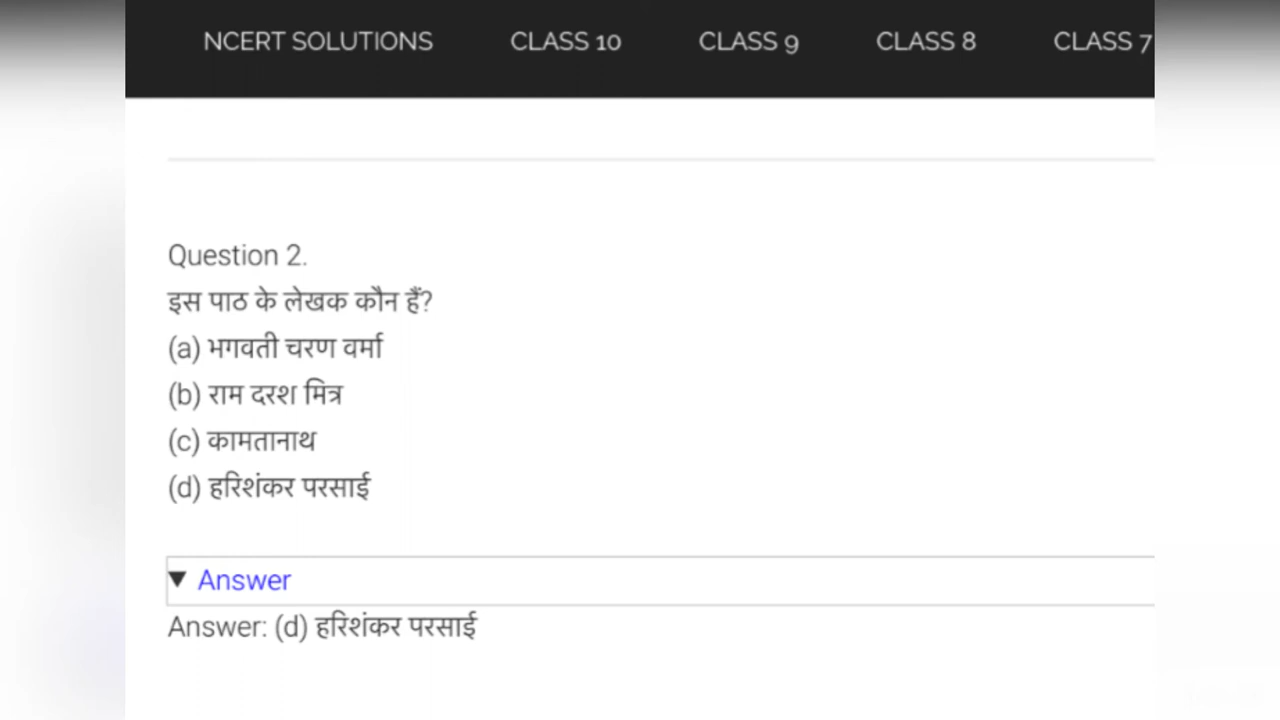 NCERT SOLUTIONS CLASS 10 CLASS 9 CLASS 8 CLASS 7
Question 2.
इस पाठ के लेखक कौन हैं?
(a) भगवती चरण वर्मा
(b) राम दरश मित्र
(c) कामतानाथ
(d) हरिशंकर परसाई
▼ Answer
Answer: (d) हरिशंकर परसाई